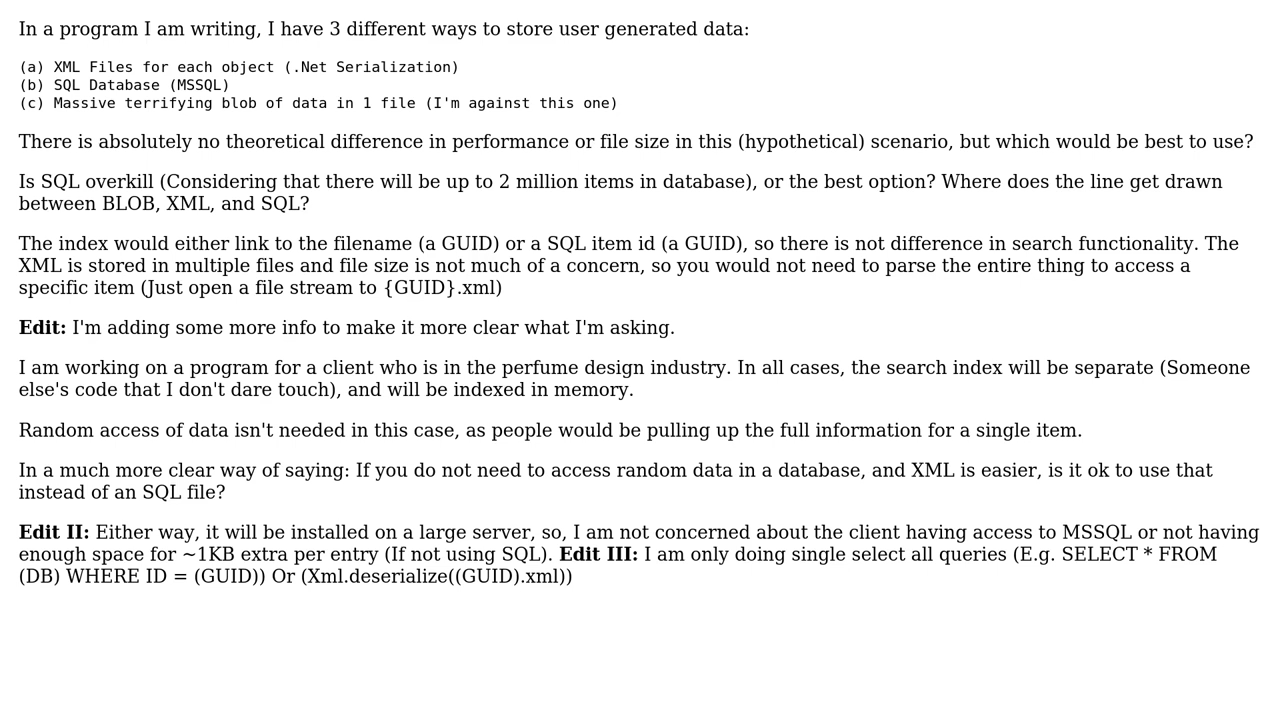 In a program I am writing, I have 3 different ways to store user generated data:
(a) XML Files for each object (.Net Serialization)
(b) SQL Database (MSSQL)
(c) Massive terrifying blob of data in 1 file (I'm against this one)
There is absolutely no theoretical difference in performance or file size in this (hypothetical) scenario, but which would be best to use?
Is SQL overkill (Considering that there will be up to 2 million items in database), or the best option? Where does the line get drawn
between BLOB, XML, and SQL?
The index would either link to the filename (a GUID) or a SQL item id (a GUID), so there is not difference in search functionality. The
XML is stored in multiple files and file size is not much of a concern, so you would not need to parse the entire thing to access a
specific item (Just open a file stream to {GUID}.xml)
Edit: I'm adding some more info to make it more clear what I'm asking.
I am working on a program for a client who is in the perfume design industry. In all cases, the search index will be separate (Someone
else's code that I don't dare touch), and will be indexed in memory.
Random access of data isn't needed in this case, as people would be pulling up the full information for a single item.
In a much more clear way of saying: If you do not need to access random data in a database, and XML is easier, is it ok to use that
instead of an SQL file?
Edit II: Either way, it will be installed on a large server, so, I am not concerned about the client having access to MSSQL or not having
enough space for ~1KB extra per entry (If not using SQL). Edit III: I am only doing single select all queries (E.g. SELECT * FROM
(DB) WHERE ID = (GUID)) Or (Xml.deserialize((GUID).xml))